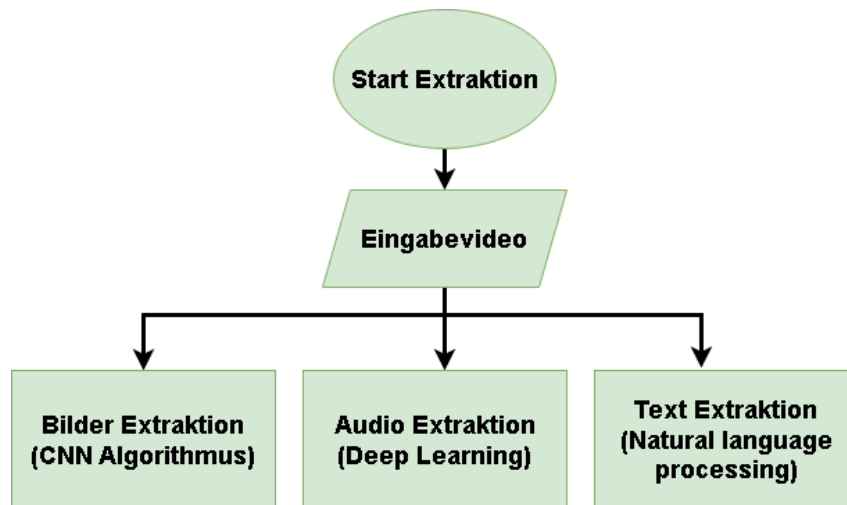 Start Extraktion
Eingabevideo
Bilder Extraktion
(CNN Algorithmus)
Audio Extraktion
(Deep Learning)
Text Extraktion
(Natural language
processing)